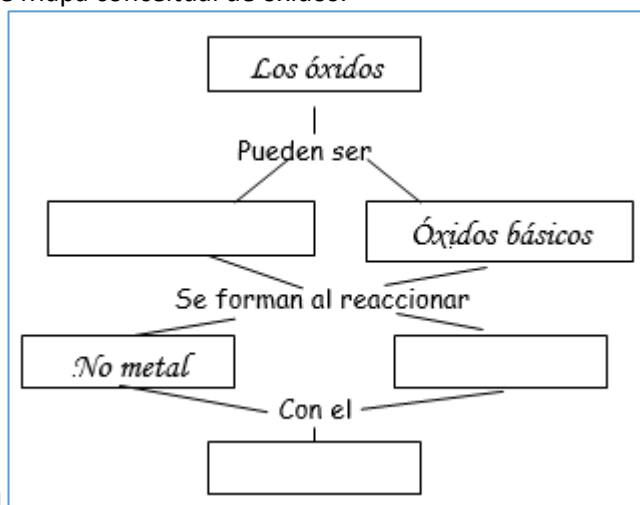 Los óxidos
Pueden ser
Óxidos básicos
Se forman al reaccionar
No metal
Con el